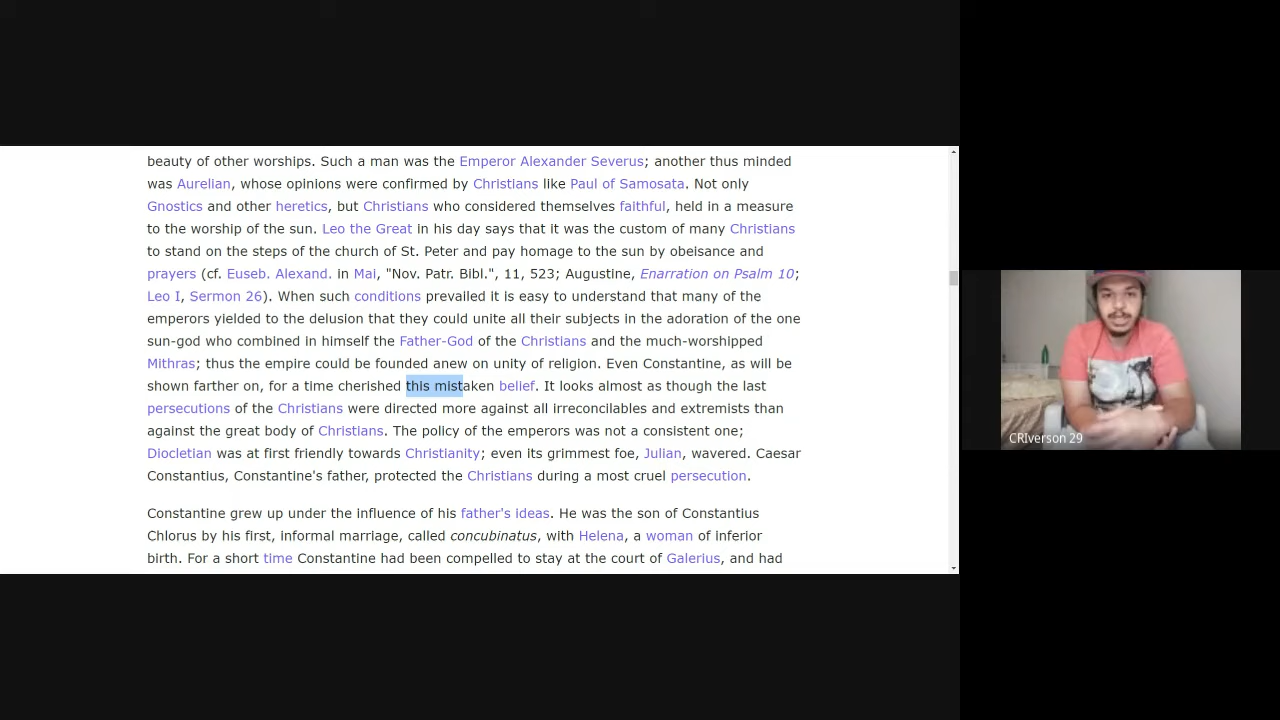 beauty of other worships. Such a man was the Emperor Alexander Severus; another thus minded
was Aurelian, whose opinions were confirmed by Christians like Paul of Samosata. Not only
Gnostics and other heretics, but Christians who considered themselves faithful, held in a measure
to the worship of the sun. Leo the Great in his day says that it was the custom of many Christians
to stand on the steps of the church of St. Peter and pay homage to the sun by obeisance and
prayers (cf. Euseb. Alexand. in Mai, "Nov. Patr. Bibl.", 11, 523; Augustine, Enarration on Psalm 10;
Leo I, Sermon 26). When such conditions prevailed it is easy to understand that many of the
emperors yielded to the delusion that they could unite all their subjects in the adoration of the one
sun-god who combined in himself the Father-God of the Christians and the much-worshipped
Mithras; thus the empire could be founded anew on unity of religion. Even Constantine, as will be
shown farther on, for a time cherished this mistaken belief. It looks almost as though the last
persecutions of the Christians were directed more against all irreconcilables and extremists than
against the great body of Christians. The policy of the emperors was not a consistent one;
Diocletian was at first friendly towards Christianity; even its grimmest foe, Julian, wavered. Caesar
Constantius, Constantine's father, protected the Christians during a most cruel persecution.
Constantine grew up under the influence of his father's ideas. He was the son of Constantius
Chlorus by his first, informal marriage, called concubinatus, with Helena, a woman of inferior
birth. For a short time Constantine had been compelled to stay at the court of Galerius, and had
CRIverson 29